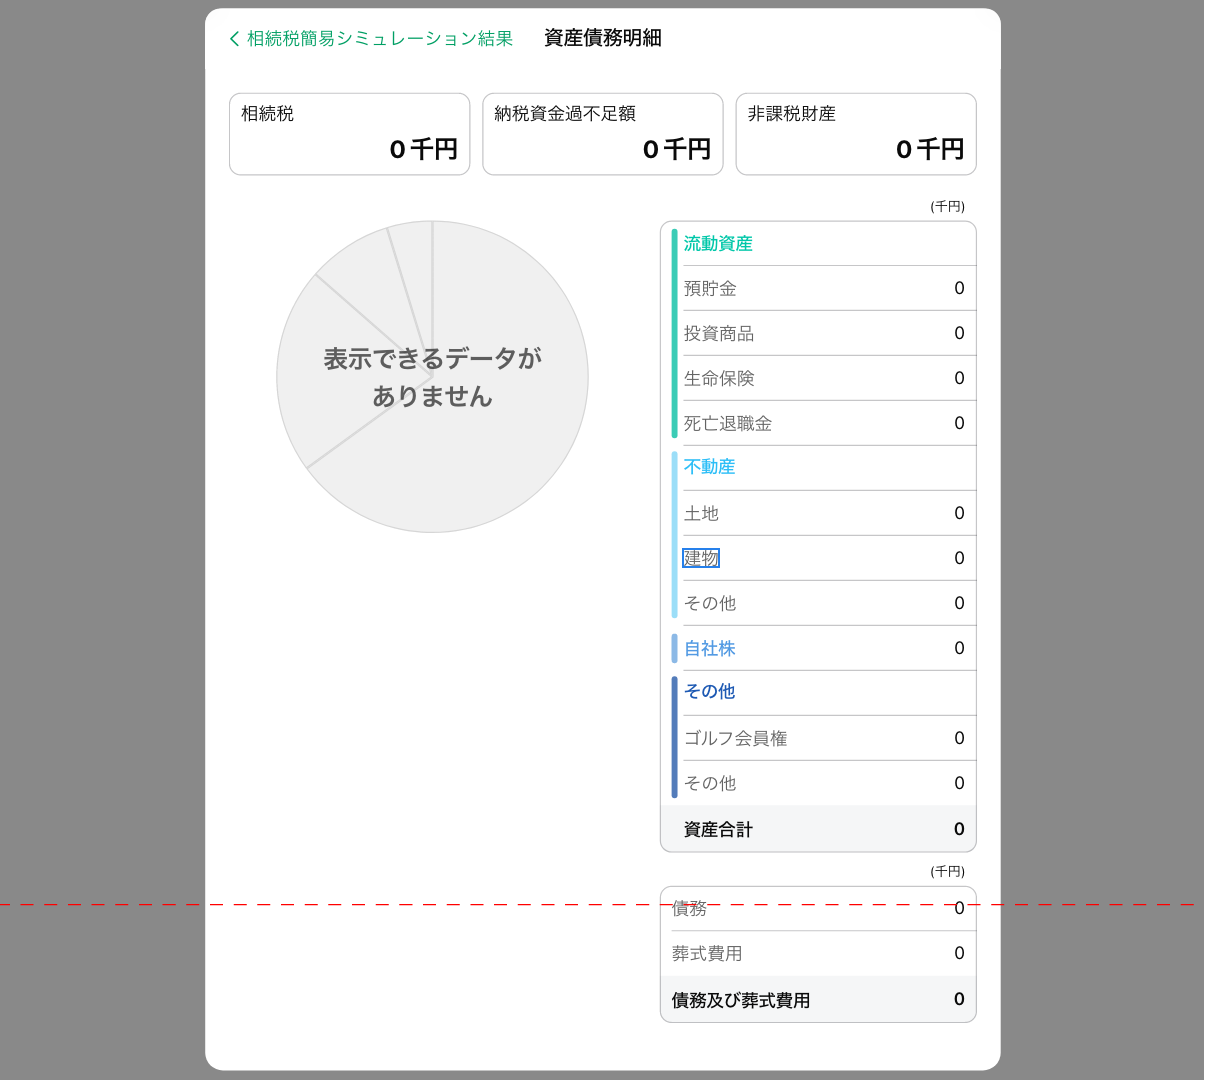 相続税簡易シミュレーション結果 資産債務明細
相続税 納税資金過不足額 非課税財産
0千円 0千円 0千円
(千円)
流動資産
預貯金 0
投資商品 0
生命保険 0
死亡退職金 0
不動産
土地 0
建物 0
その他 0
自社株 0
その他
ゴルフ会員権 0
その他 0
資産合計 0
表示できるデータが
ありません
(千円)
債務 0
葬式費用 0
債務及び葬式費用 0